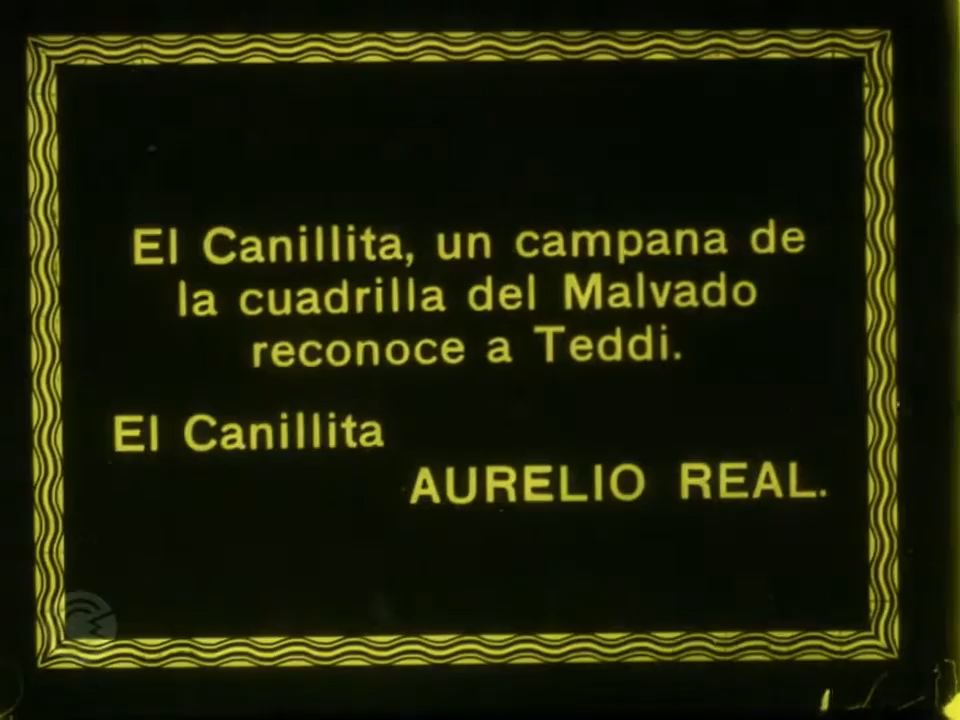 El Canillita, un campana de
la cuadrilla del Malvado
reconoce a Teddi.
El Canillita
AURELIO REAL.